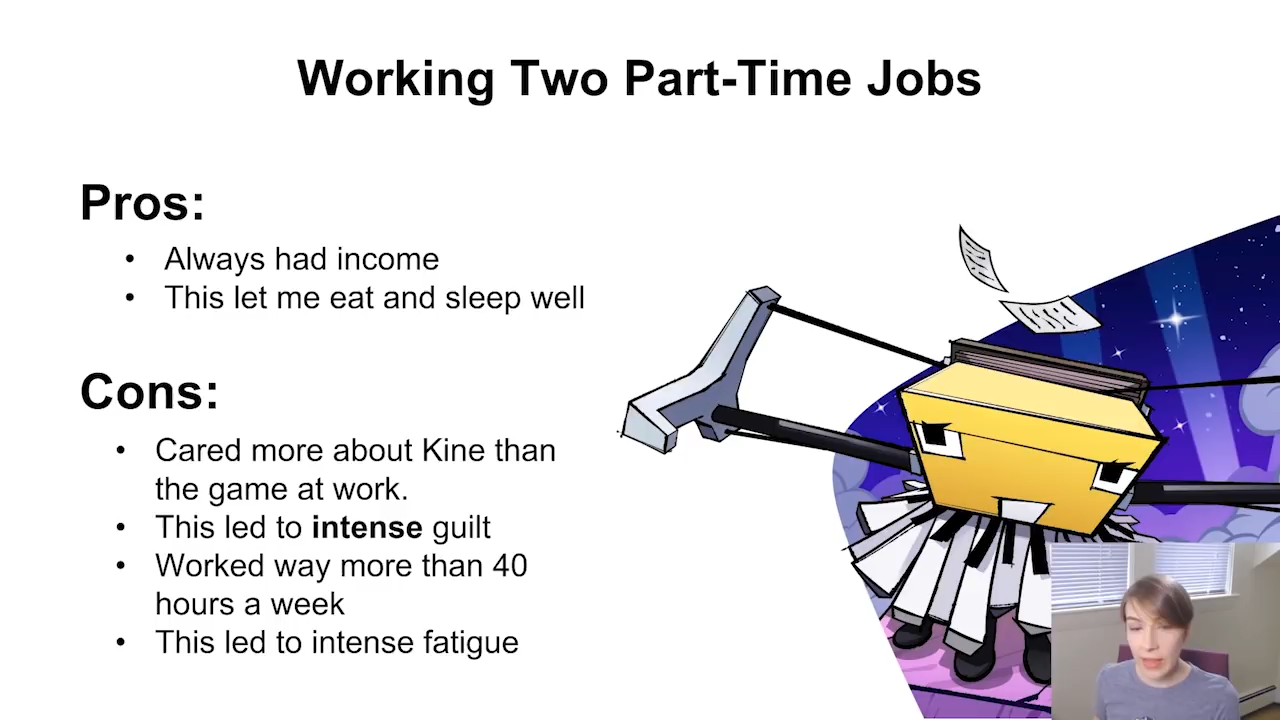 Working Two Part-Time Jobs
Pros:
• Always had income
• This let me eat and sleep well
Cons:
• Cared more about Kine than
the game at work.
• This led to intense guilt
• Worked way more than 40
hours a week
• This led to intense fatigue